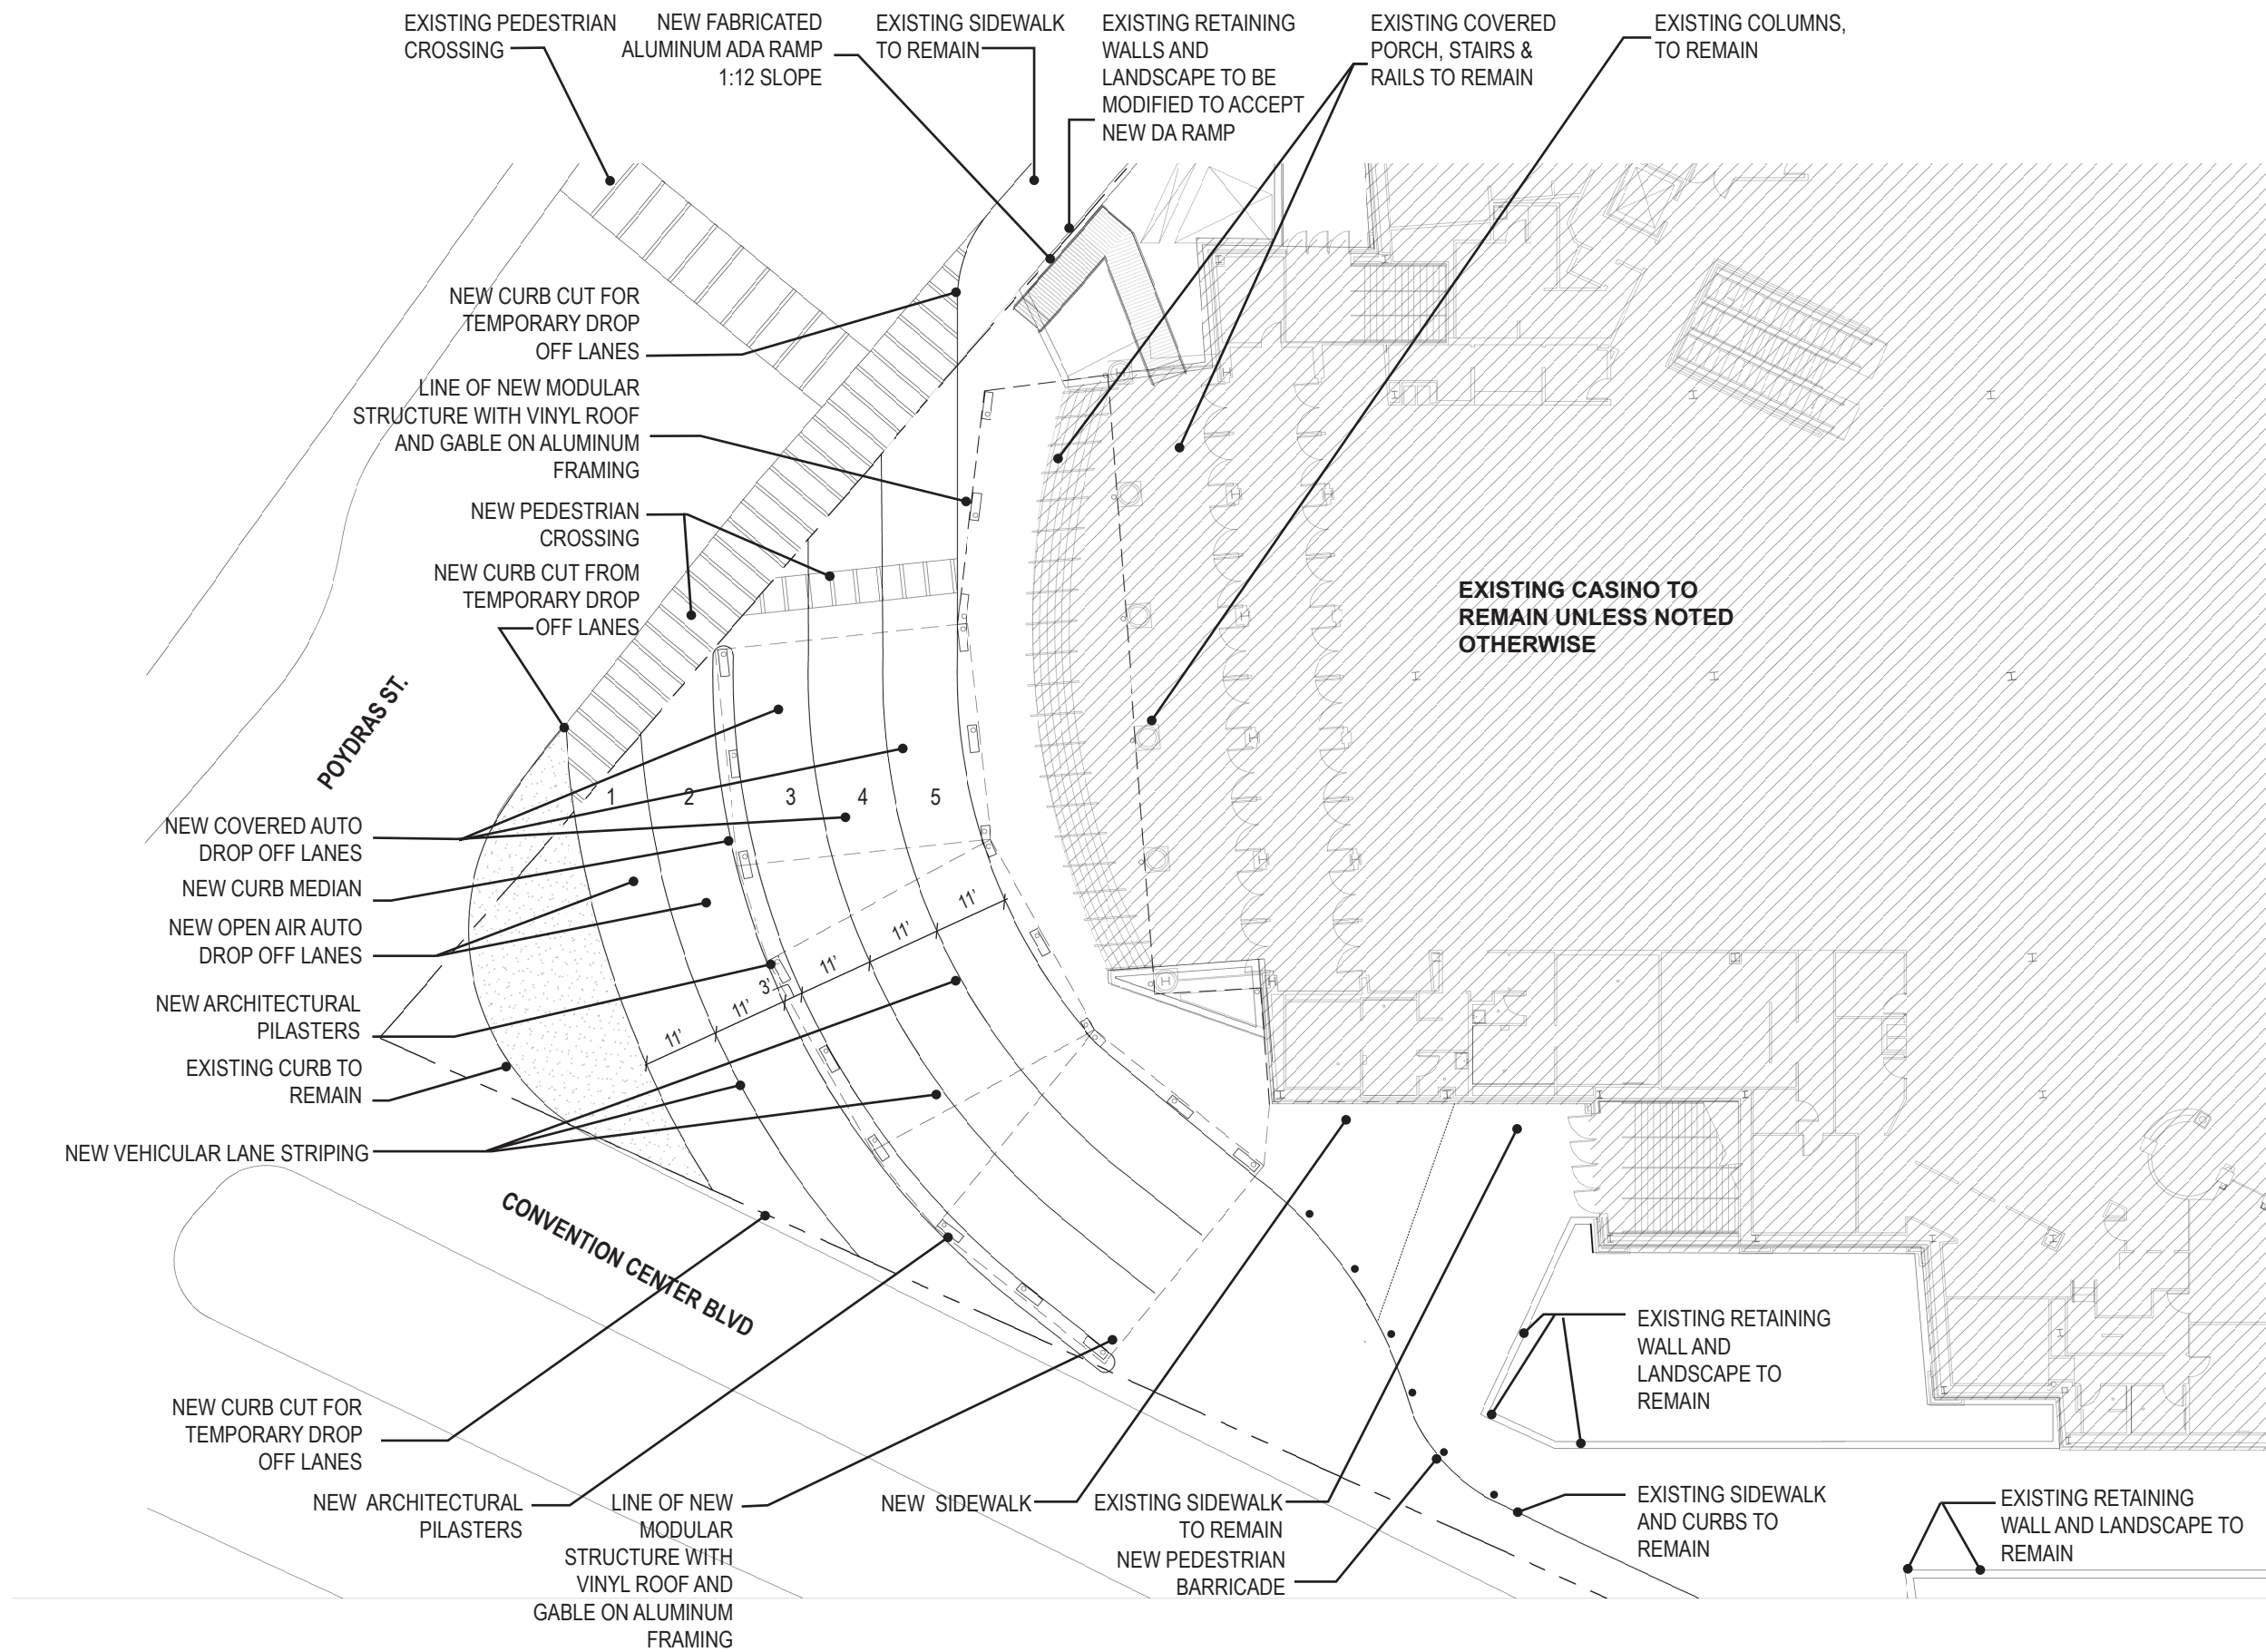 EXISTING PEDESTRIAN
CROSSING
NEW FABRICATED
ALUMINUM ADA RAMP
1:12 SLOPE
EXISTING SIDEWALK
TO REMAIN
EXISTING RETAINING
WALLS AND
LANDSCAPE TO BE
MODIFIED TO ACCEPT
NEW DA RAMP
EXISTING COVERED
PORCH, STAIRS &
RAILS TO REMAIN
EXISTING COLUMNS,
TO REMAIN
NEW CURB CUT FOR
TEMPORARY DROP
OFF LANES
LINE OF NEW MODULAR
STRUCTURE WITH VINYL ROOF
AND GABLE ON ALUMINUM
FRAMING
NEW PEDESTRIAN
CROSSING
NEW CURB CUT FROM
TEMPORARY DROP
OFF LANES
EXISTING CASINO TO
REMAIN UNLESS NOTED
OTHERWISE
POYDRAS ST.
1
2
3
4
5
NEW COVERED AUTO
DROP OFF LANES
NEW CURB MEDIAN
NEW OPEN AIR AUTO
DROP OFF LANES
11'
11'
3'
11'
11'
11'
NEW ARCHITECTURAL
PILASTERS
EXISTING CURB TO
REMAIN
NEW VEHICULAR LANE STRIPING
CONVENTION CENTER BLVD
NEW CURB CUT FOR
TEMPORARY DROP
OFF LANES
NEW ARCHITECTURAL
PILASTERS
LINE OF NEW
MODULAR
STRUCTURE WITH
VINYL ROOF AND
GABLE ON ALUMINUM
FRAMING
NEW SIDEWALK
EXISTING SIDEWALK
TO REMAIN
NEW PEDESTRIAN
BARRICADE
EXISTING RETAINING
WALL AND
LANDSCAPE TO
REMAIN
EXISTING SIDEWALK
AND CURBS TO
REMAIN
EXISTING RETAINING
WALL AND LANDSCAPE TO
REMAIN